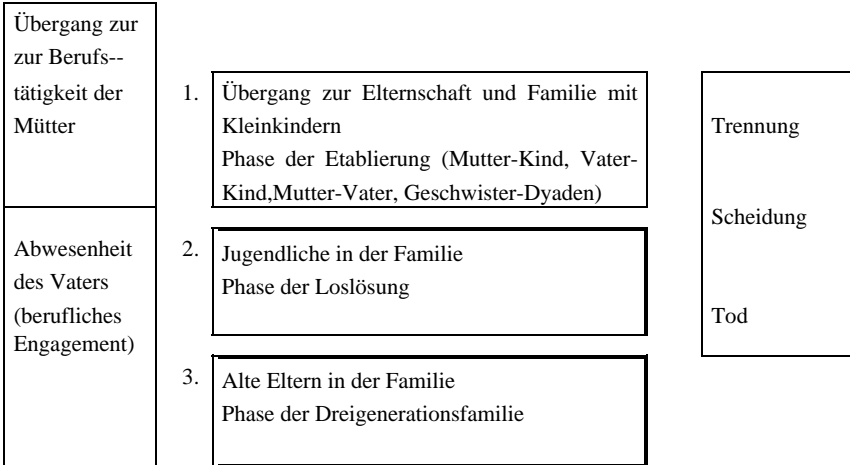 Übergang zur
zur Berufs--
tätigkeit der
Mütter
Abwesenheit
des Vaters
(berufliches
Engagement)
1. Übergang zur Elternschaft und Familie mit
Kleinkindern
Phase der Etablierung (Mutter-Kind, Vater-
Kind,Mutter-Vater, Geschwister-Dyaden)
2. Jugendliche in der Familie
Phase der Loslösung
3. Alte Eltern in der Familie
Phase der Dreigenerationsfamilie
Trennung
Scheidung
Tod